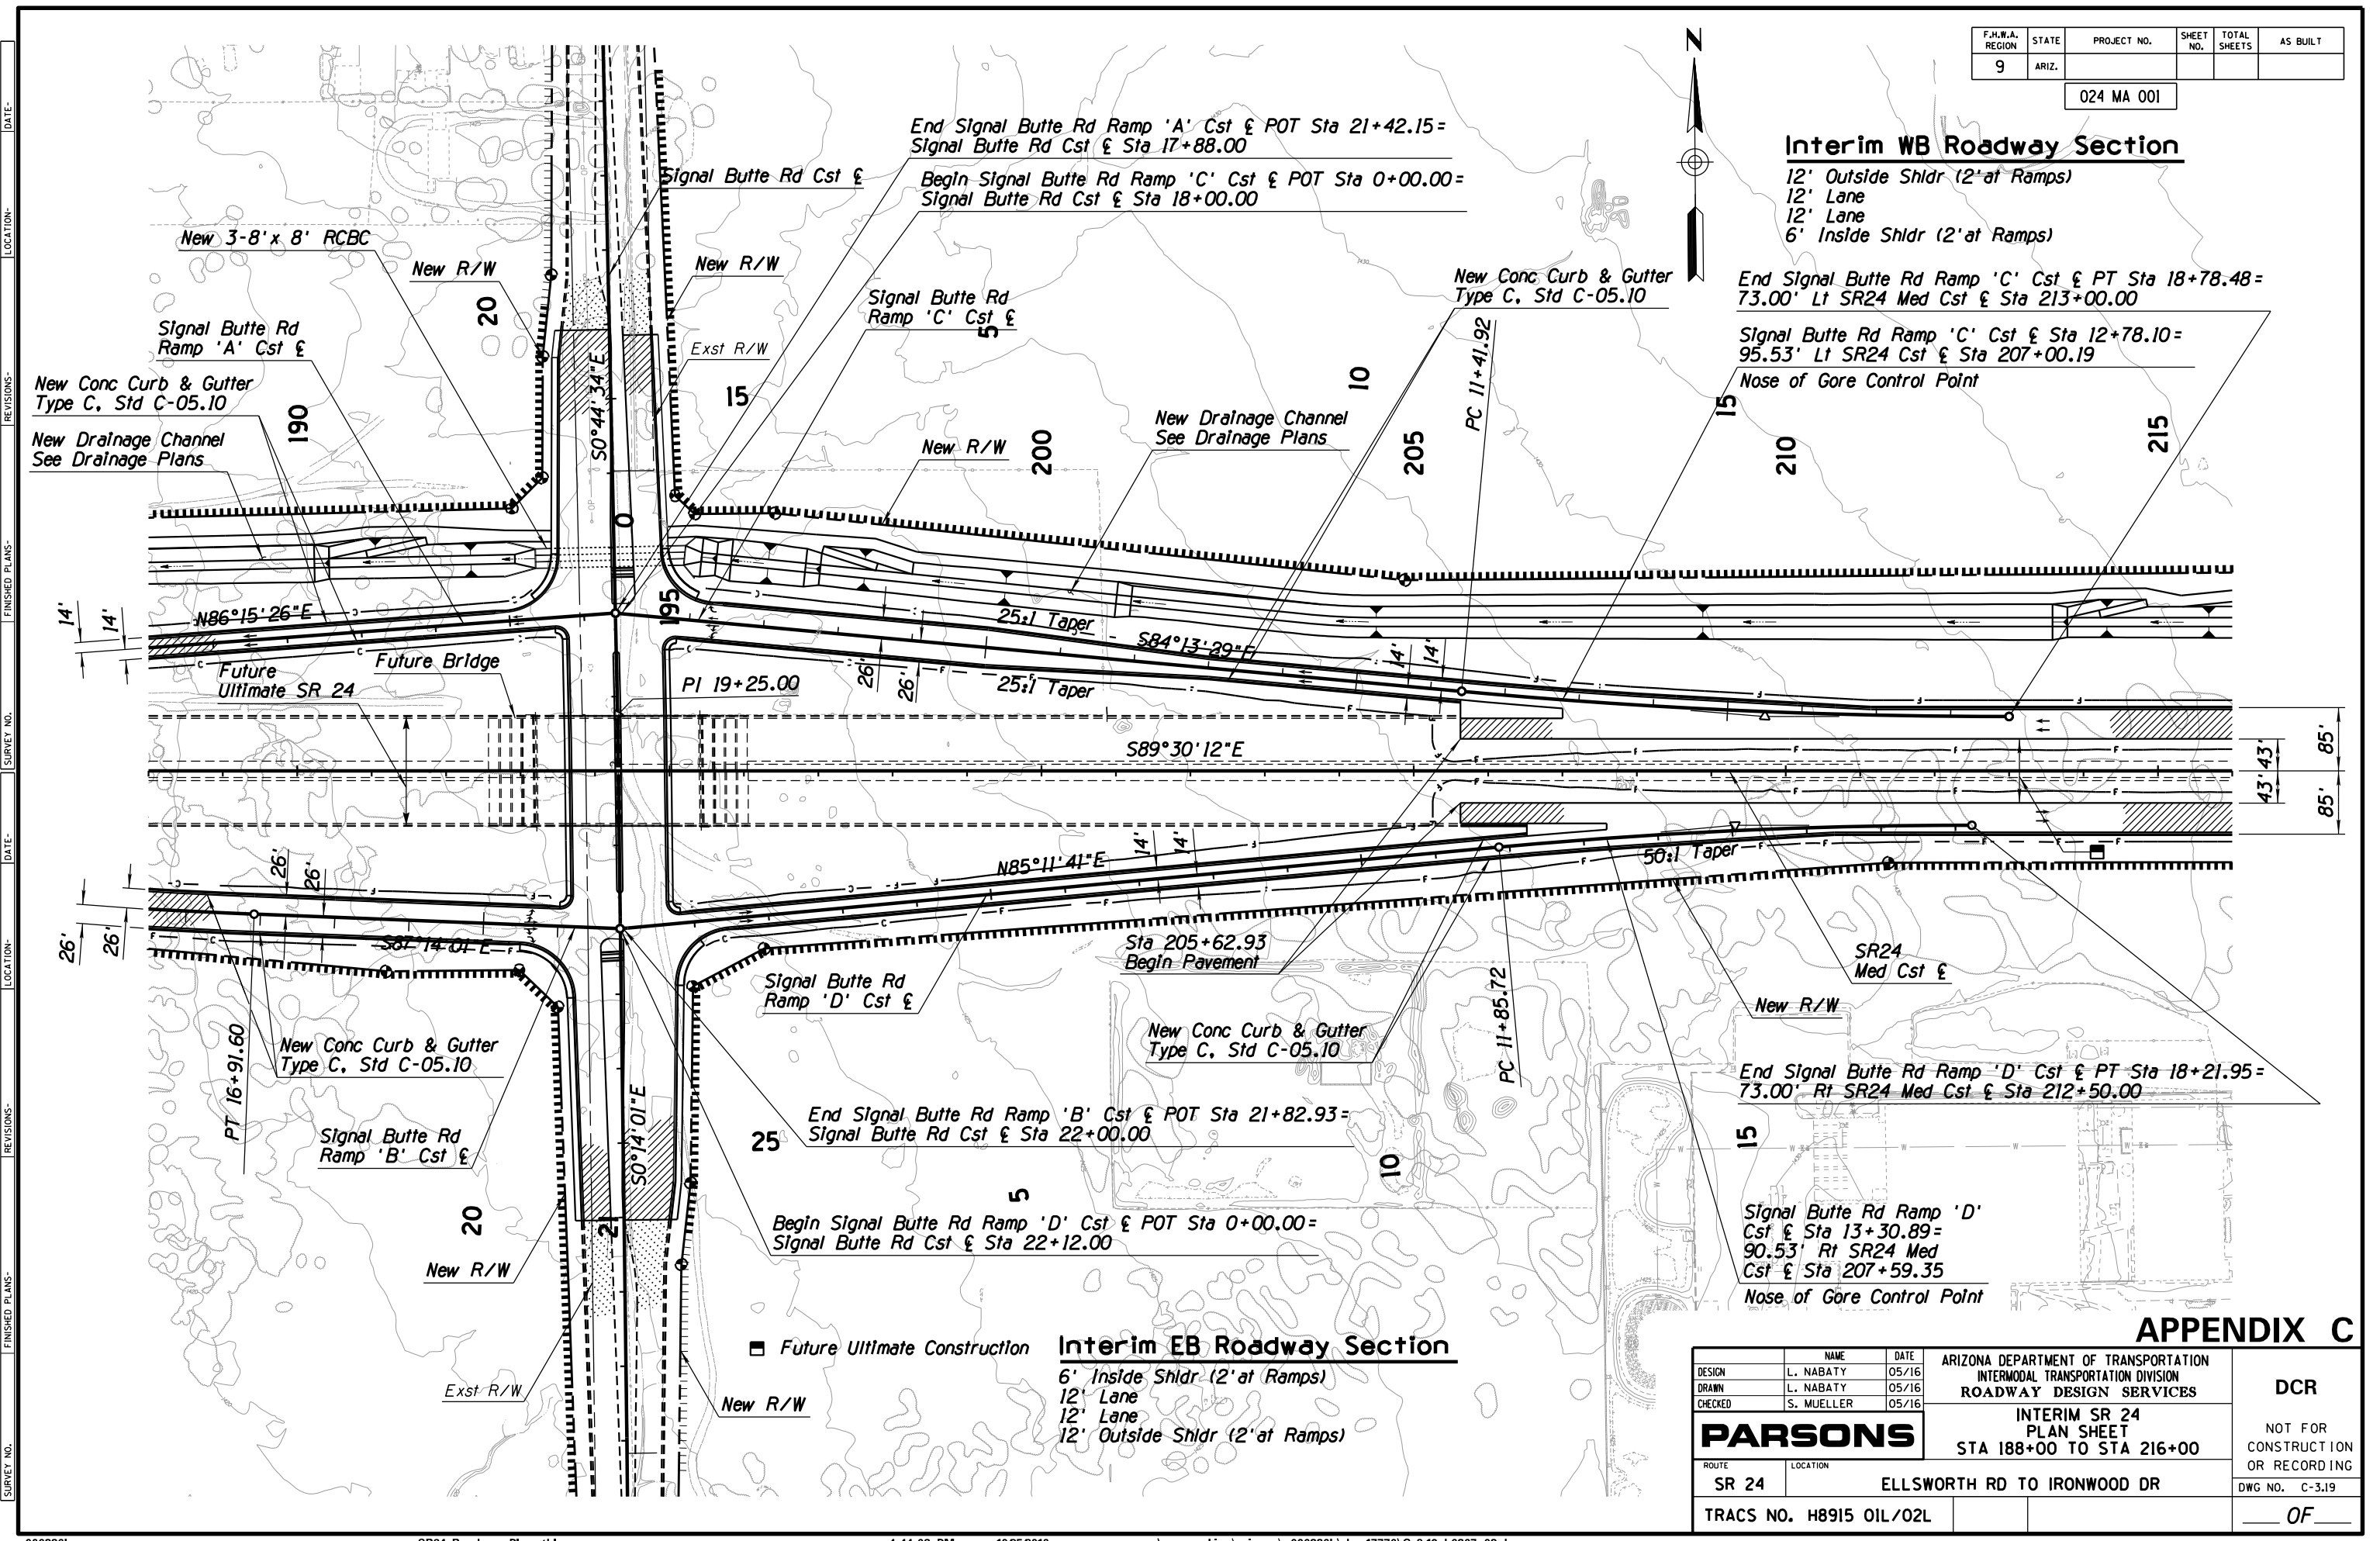 F.H.W.A. REGION
STATE
PROJECT NO.
SHEET NO.
TOTAL SHEETS
AS BUILT
9
ARIZ.
024 MA 001
N
Interim WB Roadway Section
12' Outside Shldr (2'at Ramps)
12' Lane
12' Lane
6' Inside Shldr (2'at Ramps)
End Signal Butte Rd Ramp 'A' Cst ℄ POT Sta 21+42.15=
Signal Butte Rd Cst ℄ Sta 17+88.00
Signal Butte Rd Cst ℄
Begin Signal Butte Rd Ramp 'C' Cst ℄ POT Sta 0+00.00=
Signal Butte Rd Cst ℄ Sta 18+00.00
New 3-8'x 8' RCBC
New R/W
New R/W
20
Signal Butte Rd
Ramp 'C' Cst ℄
5
New Conc Curb & Gutter
Type C, Std C-05.10
End Signal Butte Rd Ramp 'C' Cst ℄ PT Sta 18+78.48=
73.00' Lt SR24 Med Cst ℄ Sta 213+00.00
Signal Butte Rd Ramp 'C' Cst ℄ Sta 12+78.10=
95.53' Lt SR24 Cst ℄ Sta 207+00.19
Nose of Gore Control Point
Signal Butte Rd
Ramp 'A' Cst ℄
Exst R/W
S0°44'34"E
PC 11+41.92
New Conc Curb & Gutter
Type C, Std C-05.10
190
15
10
15
New Drainage Channel
See Drainage Plans
New Drainage Channel
See Drainage Plans
New R/W
200
205
210
215
0
195
14'
14'
N86°15'26"E
25:1 Taper
S84°13'29"E
Future
Ultimate SR 24
Future Bridge
PI 19+25.00
26'
26'
25:1 Taper
14'
14'
S89°30'12"E
85'
43'
43'
85'
26'
26'
N85°11'41"E
14'
14'
50:1 Taper
26'
26'
S87°14'01"E
Sta 205+62.93
Begin Pavement
SR24
Med Cst ℄
Signal Butte Rd
Ramp 'D' Cst ℄
New R/W
PT 16+91.60
New Conc Curb & Gutter
Type C, Std C-05.10
New Conc Curb & Gutter
Type C, Std C-05.10
PC 11+85.72
End Signal Butte Rd Ramp 'D' Cst ℄ PT Sta 18+21.95=
73.00' Rt SR24 Med Cst ℄ Sta 212+50.00
S0°14'01"E
End Signal Butte Rd Ramp 'B' Cst ℄ POT Sta 21+82.93=
Signal Butte Rd Cst ℄ Sta 22+00.00
25
Signal Butte Rd
Ramp 'B' Cst ℄
10
15
5
20
21
Begin Signal Butte Rd Ramp 'D' Cst ℄ POT Sta 0+00.00=
Signal Butte Rd Cst ℄ Sta 22+12.00
Signal Butte Rd Ramp 'D'
Cst ℄ Sta 13+30.89=
90.53' Rt SR24 Med
Cst ℄ Sta 207+59.35
Nose of Gore Control Point
New R/W
Exst R/W
New R/W
Future Ultimate Construction
Interim EB Roadway Section
6' Inside Shldr (2'at Ramps)
12' Lane
12' Lane
12' Outside Shldr (2'at Ramps)
APPENDIX C
NAME
DATE
DESIGN L. NABATY 05/16
DRAWN L. NABATY 05/16
CHECKED S. MUELLER 05/16
PARSONS
ARIZONA DEPARTMENT OF TRANSPORTATION
INTERMODAL TRANSPORTATION DIVISION
ROADWAY DESIGN SERVICES
INTERIM SR 24
PLAN SHEET
STA 188+00 TO STA 216+00
DCR
NOT FOR
CONSTRUCTION
OR RECORDING
ROUTE
SR 24
LOCATION
ELLSWORTH RD TO IRONWOOD DR
DWG NO. C-3.19
TRACS NO. H8915 01L/02L
OF
DATE-
LOCATION-
REVISIONS-
FINISHED PLANS-
SURVEY NO.
DATE-
LOCATION-
REVISIONS-
FINISHED PLANS-
SURVEY NO.